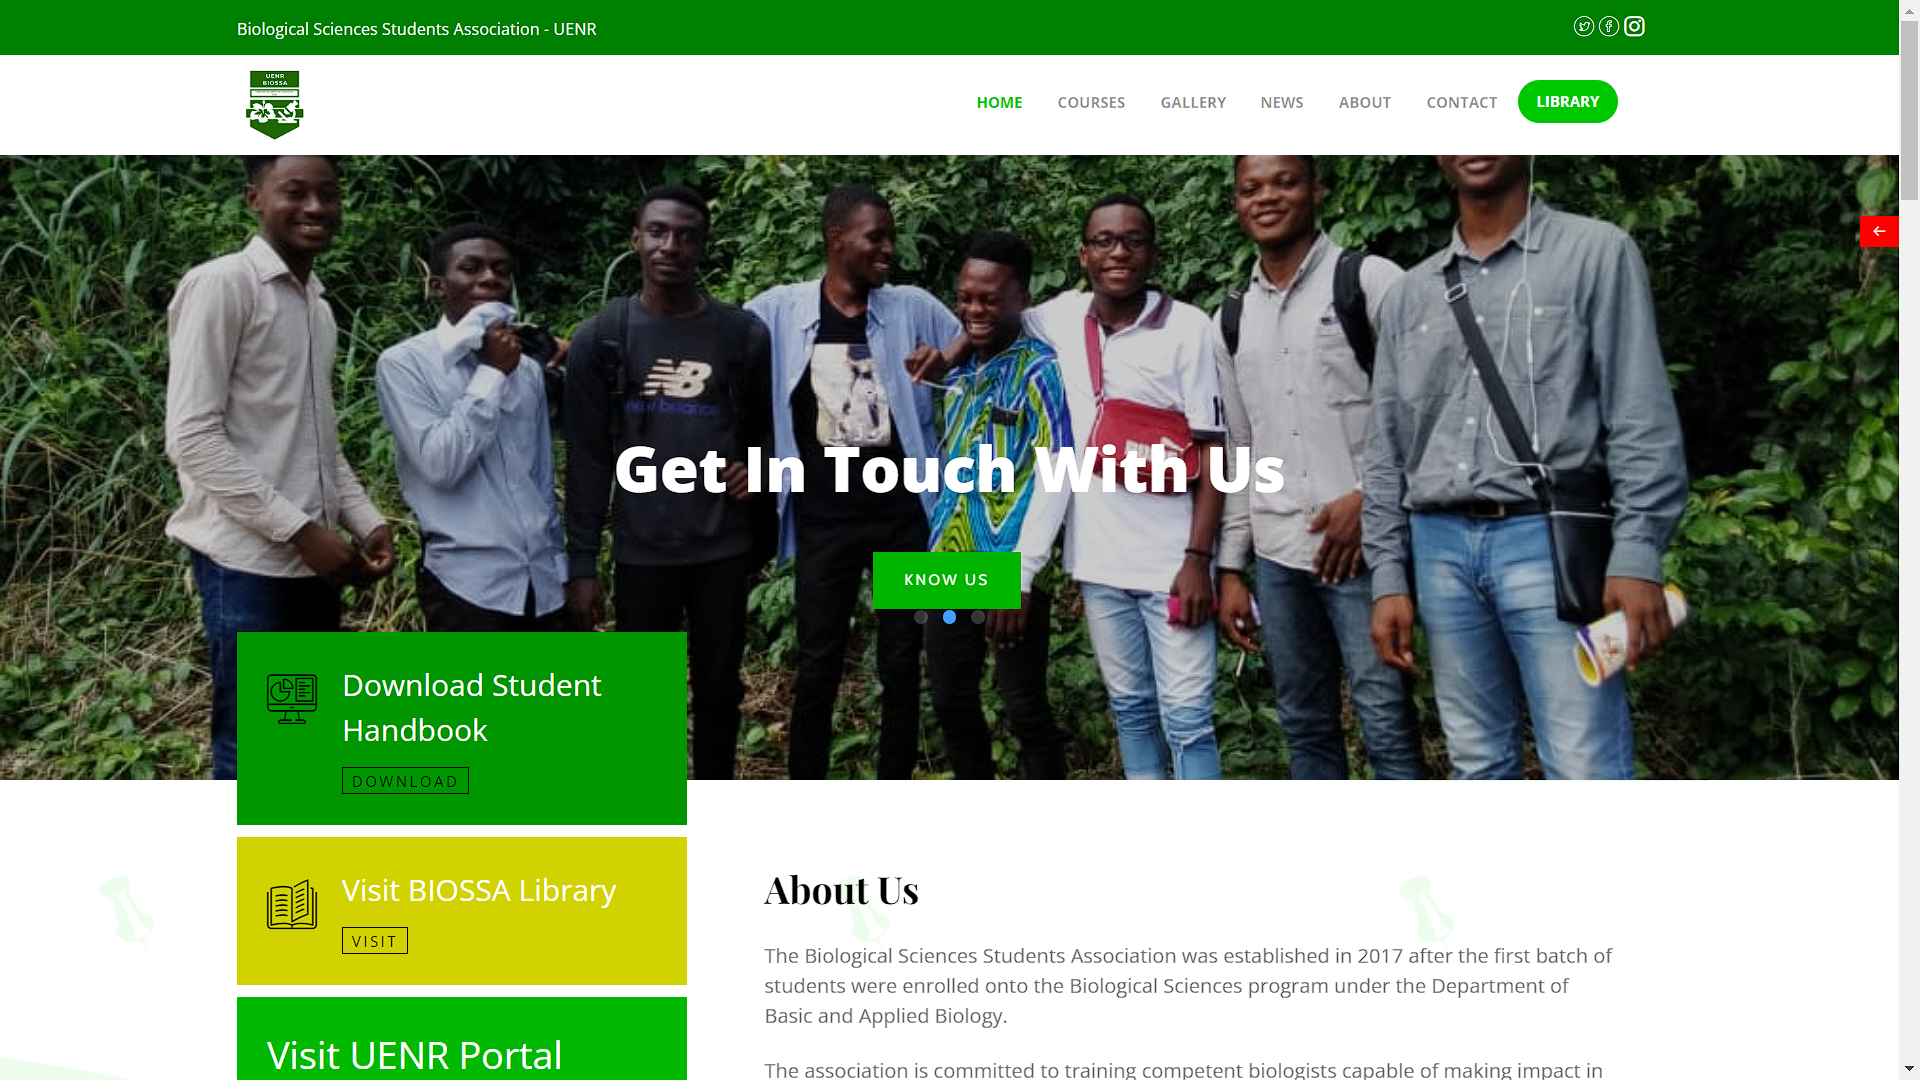 Biological Sciences Students Association - UENR
UENR
BIOSSA
HOME
COURSES
GALLERY
NEWS
ABOUT
CONTACT
LIBRARY
new balance
Get In Touch With Us
KNOW US
Download Student
Handbook
DOWNLOAD
Visit BIOSSA Library
VISIT
Visit UENR Portal
About Us
The Biological Sciences Students Association was established in 2017 after the first batch of
students were enrolled onto the Biological Sciences program under the Department of
Basic and Applied Biology.
The association is committed to training competent biologists capable of making impact in